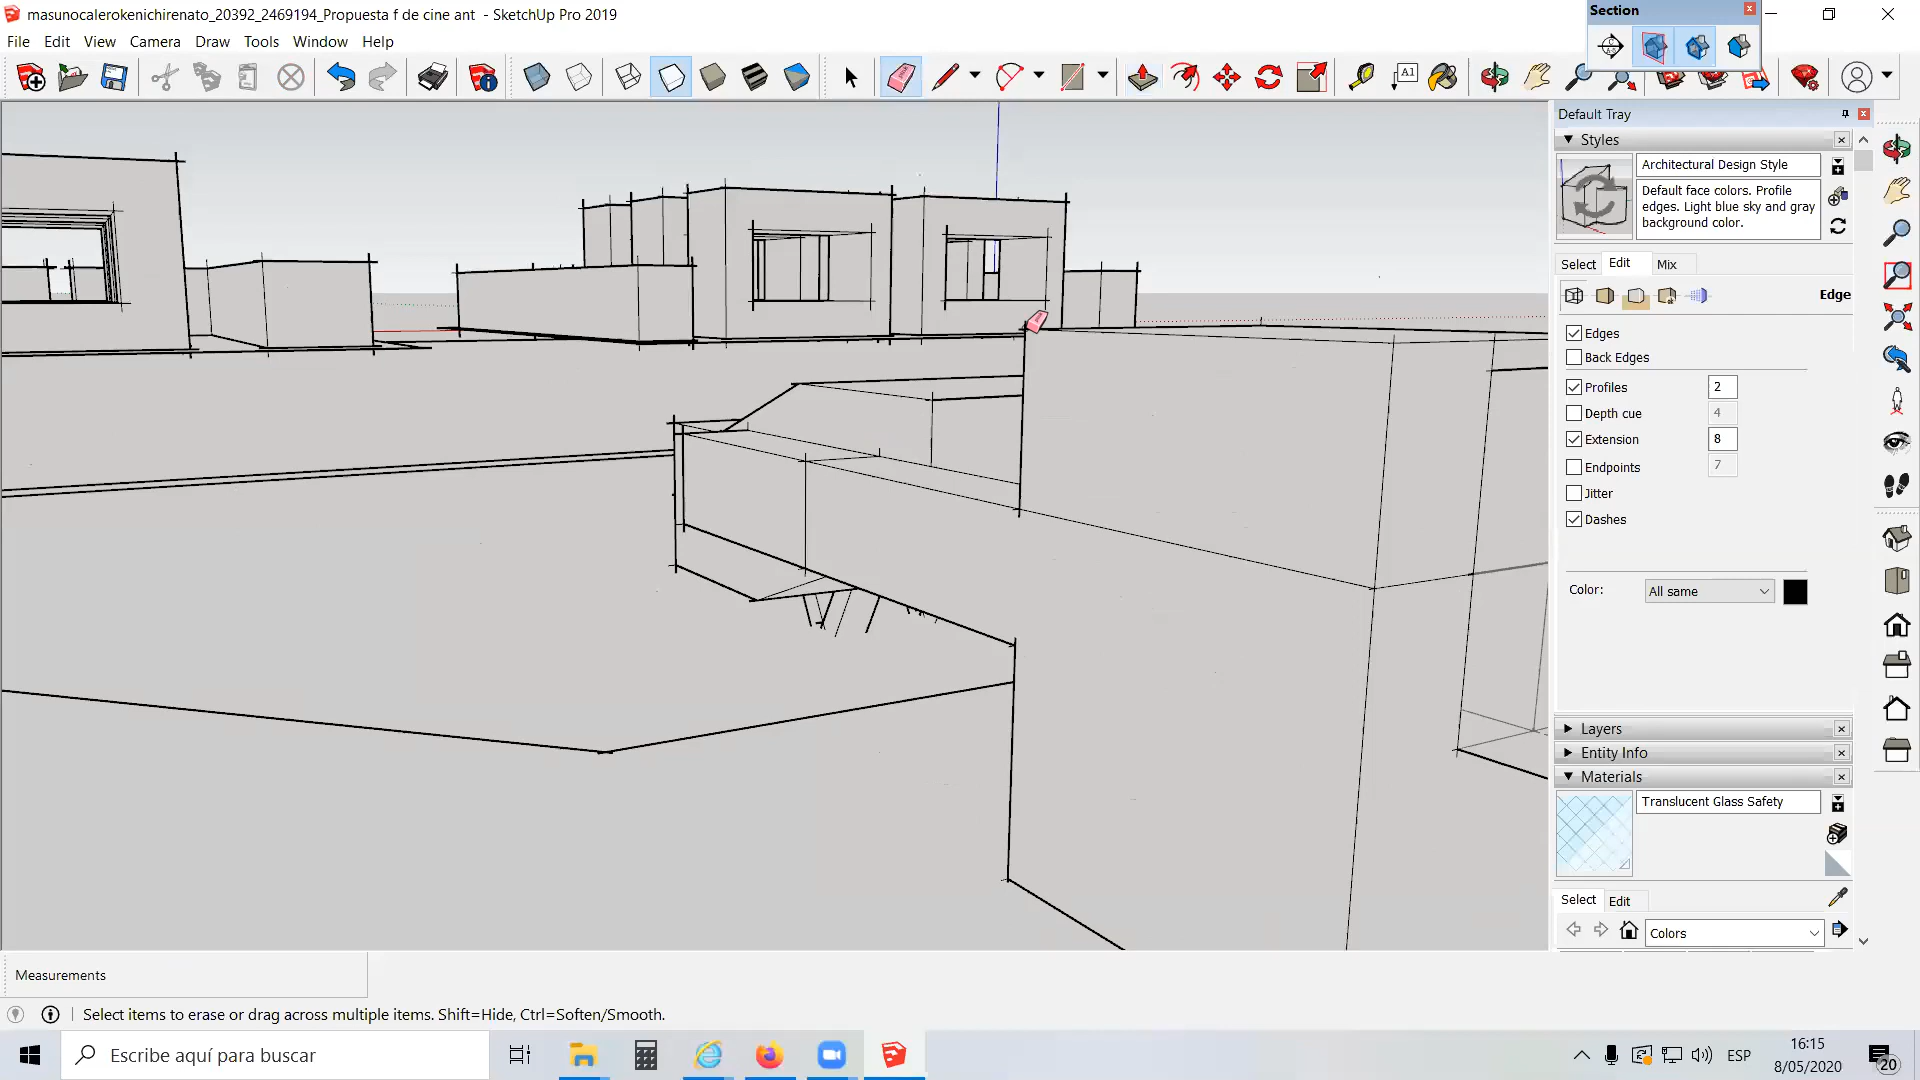 masunocalerokenichirenato_20392_2469194_Propuesta f de cine ant - SketchUp Pro 2019
Section
File Edit View Camera Draw Tools Window Help
A1
Default Tray
Styles
Architectural Design Style
Default face colors. Profile
edges. Light blue sky and gray
background color.
Select Edit Mix
Edge
Edges
Back Edges
Profiles 2
Depth cue 4
Extension 8
Endpoints 7
Jitter
Dashes
Color: All same
Layers
Entity Info
Materials
Translucent Glass Safety
Select Edit
Colors
Measurements
Select items to erase or drag across multiple items. Shift=Hide, Ctrl=Soften/Smooth.
Escribe aquí para buscar
ESP
16:15
8/05/2020
20